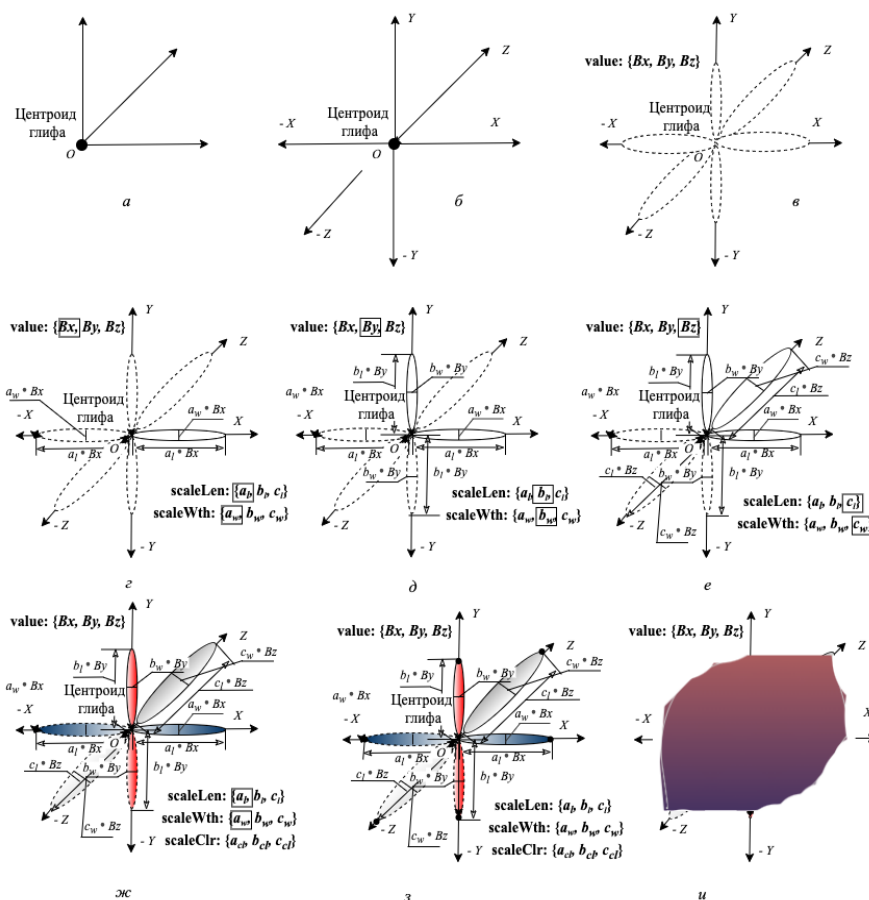 Y
Y
Z
Z
value: {Bx, By, Bz}
Центроид
глифа
O
Центроид
глифа
- X
X
O
Центроид
глифа
- X
X
O
а
б
в
- Z
- Y
- Z
- Y
Y
Y
Y
value: {Bx, By, Bz}
Z
value: {Bx, By, Bz}
Z
value: {Bx, By, Bz}
Z
b_l * By
b_w * By
b_l * By
b_w * By
c_w * Bz
c_l * Bz
a_w * Bx
- X
Центроид
глифа
a_w * Bx
X
a_w * Bx
- X
a_w * Bx
X
a_w * Bx
- X
a_w * Bx
X
a_l * Bx
O
a_l * Bx
a_l * Bx
O
a_l * Bx
a_l * Bx
O
a_l * Bx
b_w * By
b_l * By
c_l * Bz
b_w * By
b_l * By
scaleLen: {a_l, b_l, c_l}
scaleWth: {a_w, b_w, c_w}
scaleLen: {a_l, b_l, c_l}
scaleWth: {a_w, b_w, c_w}
scaleLen: {a_l, b_l, c_l}
scaleWth: {a_w, b_w, c_w}
- Z
- Y
- Z
- Y
- Z
c_w * Bz
- Y
г
д
е
Y
Y
Y
value: {Bx, By, Bz}
Z
value: {Bx, By, Bz}
Z
value: {Bx, By, Bz}
Z
b_l * By
b_w * By
c_w * Bz
c_l * Bz
b_l * By
b_w * By
c_w * Bz
c_l * Bz
a_w * Bx
- X
Центроид
глифа
a_w * Bx
X
a_w * Bx
- X
Центроид
глифа
a_w * Bx
X
- X
X
a_l * Bx
O
a_l * Bx
a_l * Bx
O
a_l * Bx
c_l * Bz
b_w * By
b_l * By
c_l * Bz
b_w * By
b_l * By
- Z
c_w * Bz
- Z
c_w * Bz
- Z
scaleLen: {a_l, b_l, c_l}
scaleWth: {a_w, b_w, c_w}
scaleClr: {a_cl, b_cl, c_cl}
scaleLen: {a_l, b_l, c_l}
scaleWth: {a_w, b_w, c_w}
scaleClr: {a_cl, b_cl, c_cl}
- Y
- Y
- Y
ж
з
и